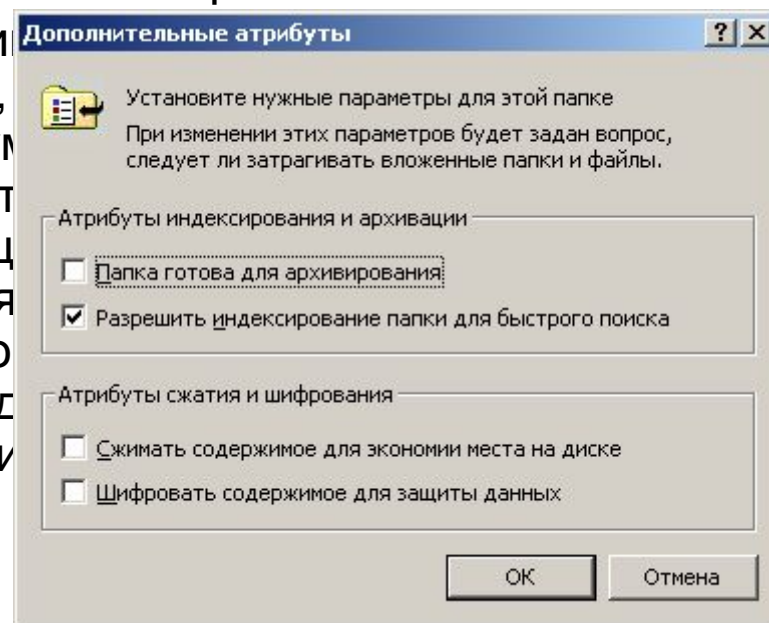 Дополнительные атрибуты
Установите нужные параметры для этой папке
При изменении этих параметров будет задан вопрос,
следует ли затрагивать вложенные папки и файлы.
Атрибуты индексирования и архивации
Папка готова для архивирования
Разрешить индексирование папки для быстрого поиска
Атрибуты сжатия и шифрования
Сжимать содержимое для экономии места на диске
Шифровать содержимое для защиты данных
ОК
Отмена